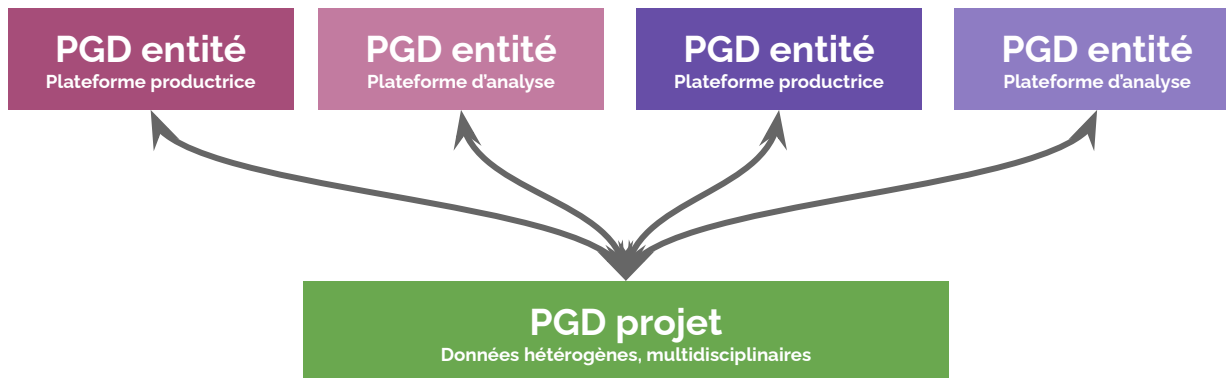 PGD entité
Plateforme productrice
PGD entité
Plateforme d'analyse
PGD entité
Plateforme productrice
PGD entité
Plateforme d'analyse
PGD projet
Données hétérogènes, multidisciplinaires